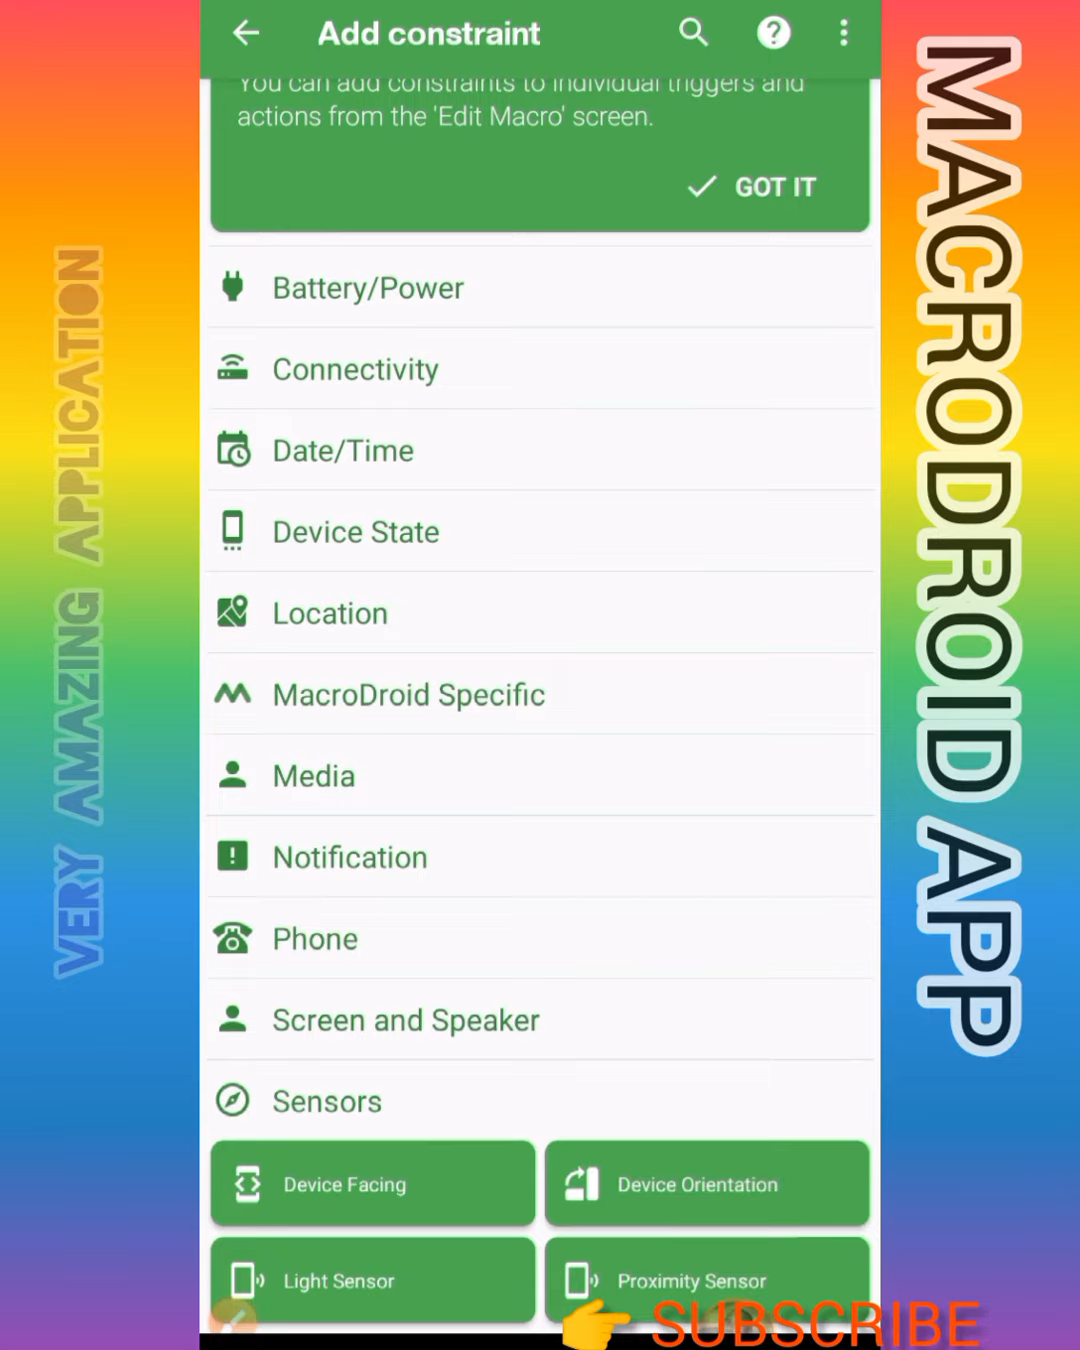 Add constraint
You can add constraints to individual triggers and
actions from the 'Edit Macro' screen.
GOT IT
Battery/Power
Connectivity
Date/Time
Device State
Location
MacroDroid Specific
Media
Notification
Phone
Screen and Speaker
Sensors
Device Facing
Device Orientation
Light Sensor
Proximity Sensor
SUBSCRIBE
VERY AMAZING APPLICATION
MACRODROID APP